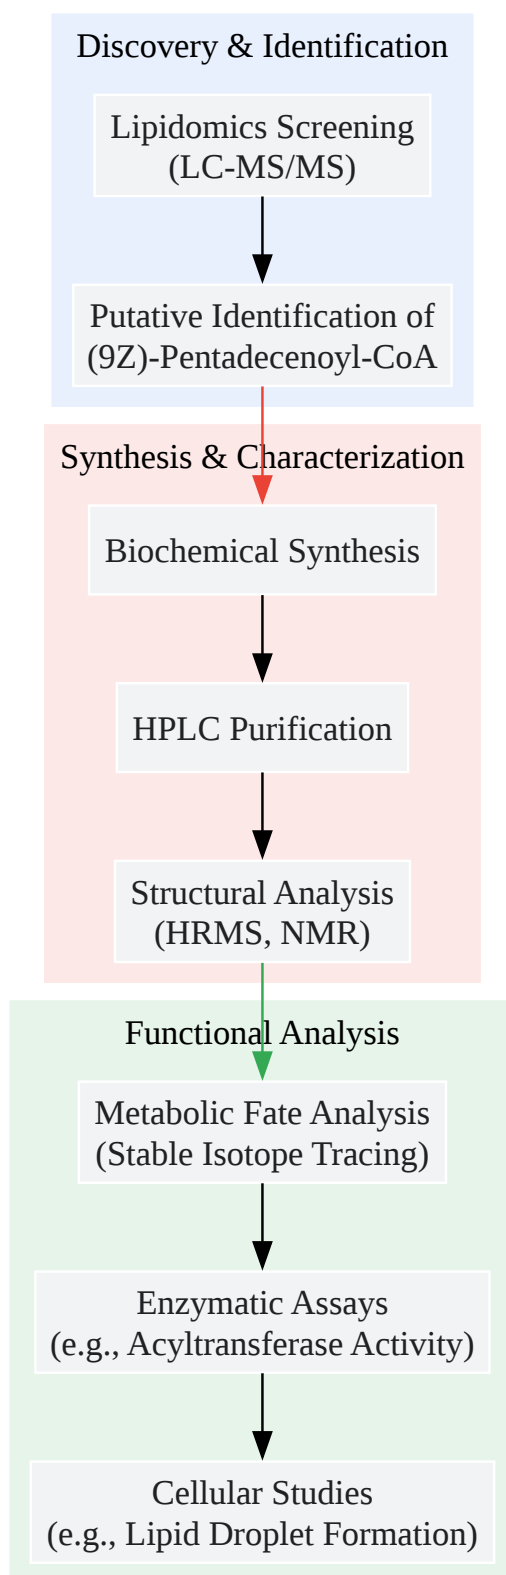 Discovery & Identification
Lipidomics Screening
(LC-MS/MS)
Putative Identification of
(9Z)-Pentadecenoyl-CoA
Synthesis & Characterization
Biochemical Synthesis
HPLC Purification
Structural Analysis
(HRMS, NMR)
Functional Analysis
Metabolic Fate Analysis
(Stable Isotope Tracing)
Enzymatic Assays
(e.g., Acyltransferase Activity)
Cellular Studies
(e.g., Lipid Droplet Formation)